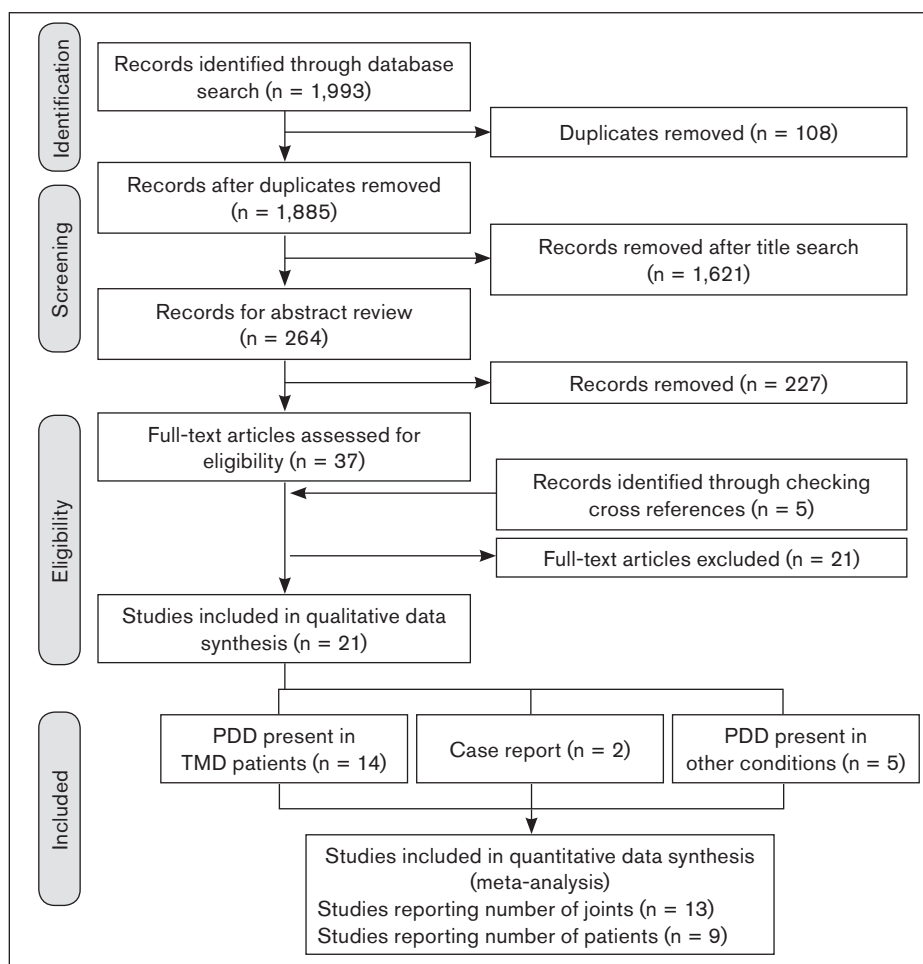 Identification
Records identified through database
search (n = 1,993)
Duplicates removed (n = 108)
Screening
Records after duplicates removed
(n = 1,885)
Records removed after title search
(n = 1,621)
Records for abstract review
(n = 264)
Records removed (n = 227)
Eligibility
Full-text articles assessed for
eligibility (n = 37)
Records identified through checking
cross references (n = 5)
Full-text articles excluded (n = 21)
Studies included in qualitative data
synthesis (n = 21)
Included
PDD present in
TMD patients (n = 14)
Case report (n = 2)
PDD present in
other conditions (n = 5)
Studies included in quantitative data synthesis
(meta-analysis)
Studies reporting number of joints (n = 13)
Studies reporting number of patients (n = 9)